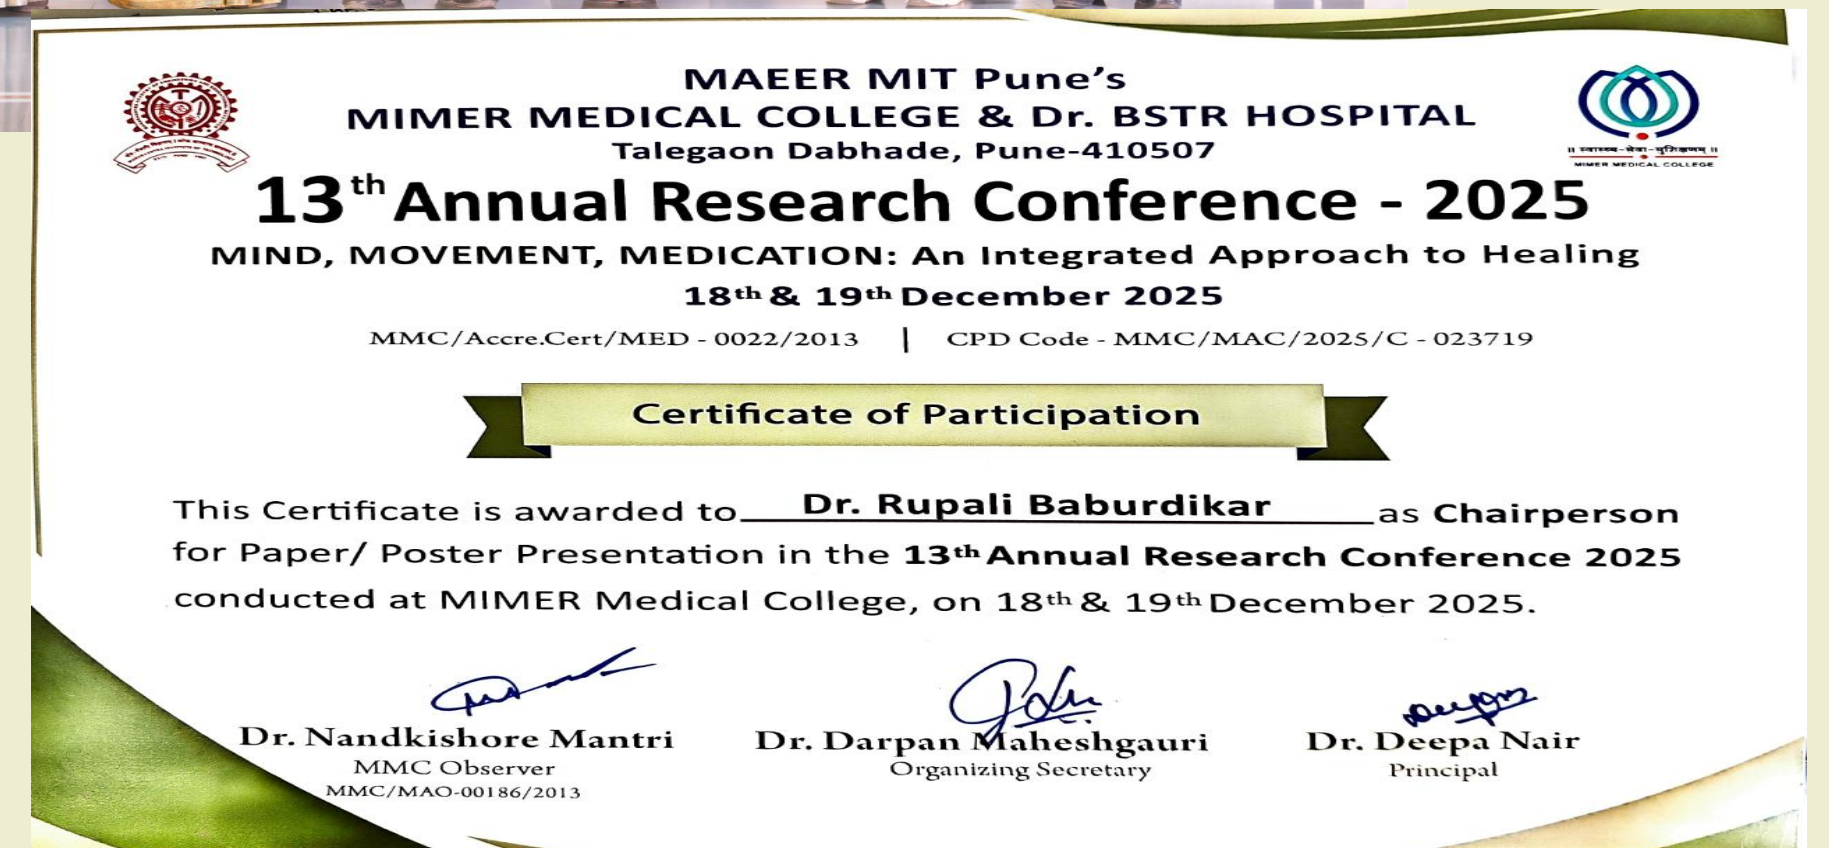 MAEER MIT Pune's
MIMER MEDICAL COLLEGE & Dr. BSTR HOSPITAL
Talegaon Dabhade, Pune-410507
13th Annual Research Conference - 2025
MIND, MOVEMENT, MEDICATION: An Integrated Approach to Healing
18th & 19th December 2025
MMC/Accre.Cert/MED - 0022/2013 | CPD Code - MMC/MAC/2025/C - 023719
॥ स्वास्थ्य-सेवा-सुशिक्षणम् ॥
MIMER MEDICAL COLLEGE
Certificate of Participation
This Certificate is awarded to Dr. Rupali Baburdikar as Chairperson
for Paper/ Poster Presentation in the 13th Annual Research Conference 2025
conducted at MIMER Medical College, on 18th & 19th December 2025.
Dr. Nandkishore Mantri
MMC Observer
MMC/MAO-00186/2013
Dr. Darpan Maheshgauri
Organizing Secretary
Dr. Deepa Nair
Principal